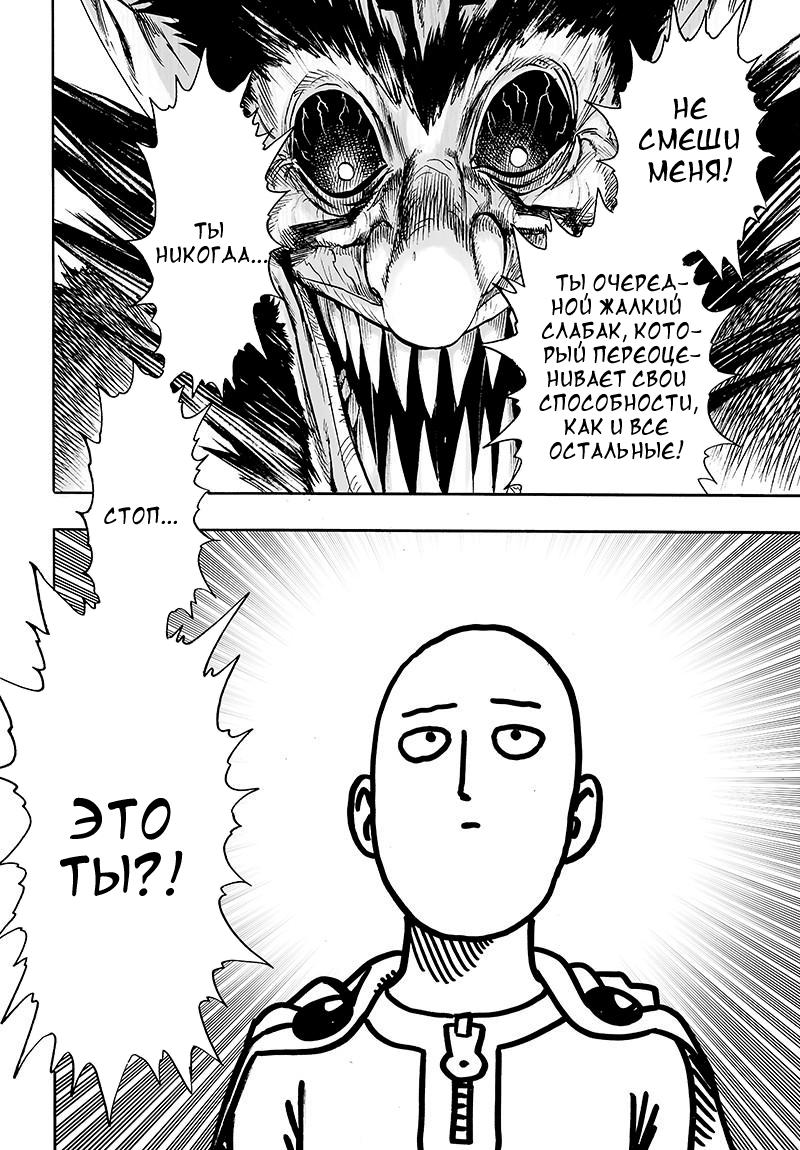 НЕ
СМЕШИ
МЕНЯ!
ТЫ ОЧЕРЕД-
НОЙ ЖАЛКИЙ
СЛАБАК, КОТ-
РЫЙ ПЕРЕОЦЕ-
НИВАЕТ СВОИ
СПОСОБНОСТИ,
КАК И ВСЕ
ОСТАЛЬНЫЕ!
ТЫ
НИКОГДА...
СТОП...
ЭТО
ТЫ?!